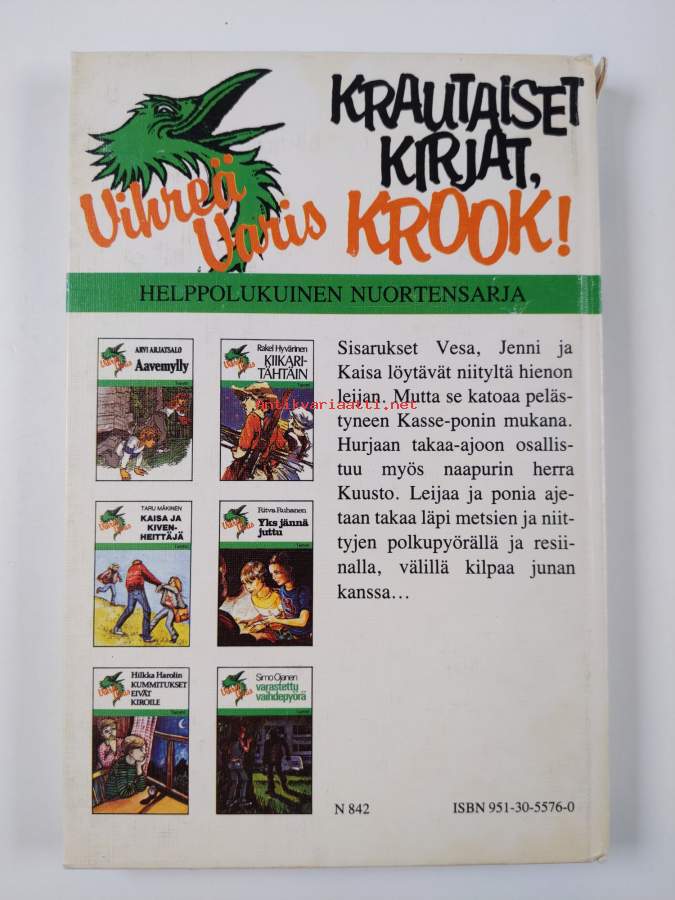 KRAUTAISET
KIRJAT,
KROOK!
Vihreä
Varis
HELPPOLUKUINEN NUORTENSARJA
ARVI ARJATSALO
Aavemylly
Rakel Hyvärinen
KIIKARI-
TÄHTÄIN
TARU MÄKINEN
KAISA JA
KIVEN-
HEITTÄJÄ
Ritva Ruhanen
Yks jännä
juttu
Hilkka Harolin
KUMMITUKSET
EIVÄT
KIROILE
Simo Ojanen
varastettu
vaihdepyörä
Sisarukset Vesa, Jenni ja
Kaisa löytävät niityltä hienon
leijan. Mutta se katoaa peläs-
tyneen Kasse-ponin mukana.
Hurjaan takaa-ajoon osallis-
tuu myös naapurin herra
Kuusto. Leijaa ja ponia aje-
taan takaa läpi metsien ja niit-
tyjen polkupyörällä ja resii-
nalla, välillä kilpaa junan
kanssa...
N 842
ISBN 951-30-5576-0
Antikvariaatti.net